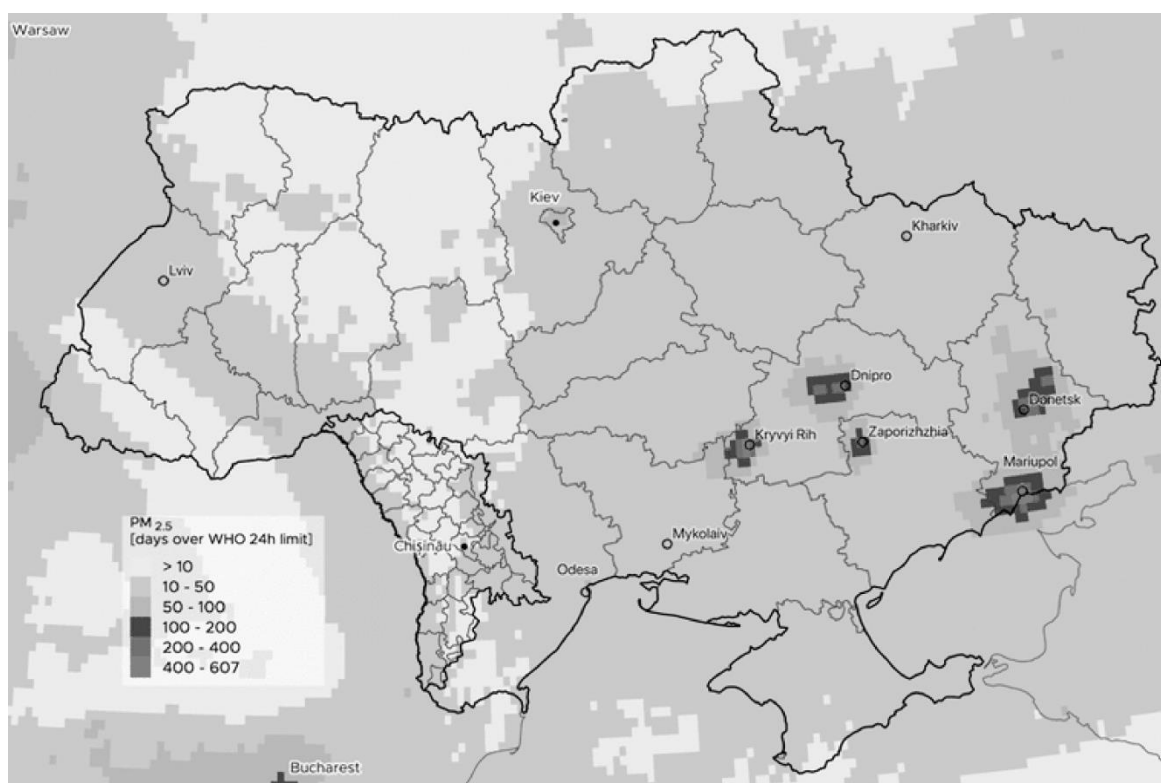 Warsaw
Kiev
Kharkiv
Lviv
Dnipro
Donetsk
Kryvyi Rih
Zaporizhzhia
Mariupol
PM 2.5
[days over WHO 24h limit]
> 10
10 - 50
50 - 100
100 - 200
200 - 400
400 - 607
Chișinău
Mykolaiv
Odesa
Bucharest